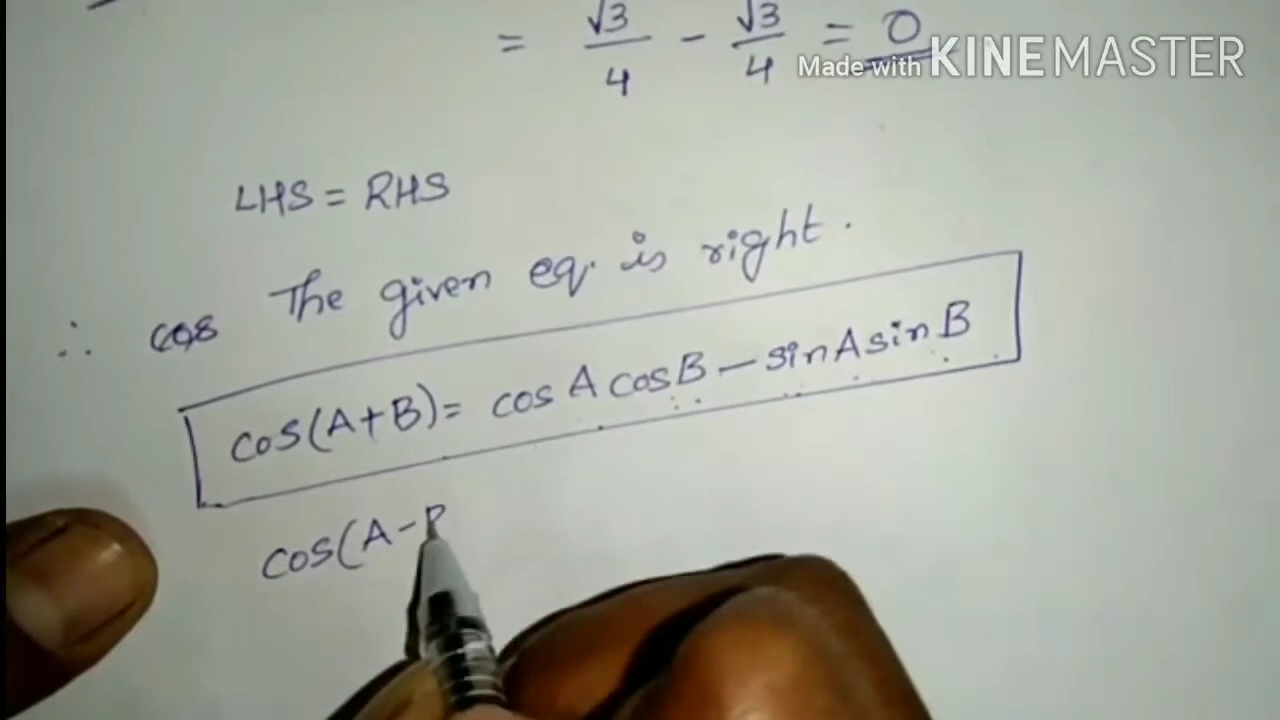 = √3/4 - √3/4 = 0
Made with KINEMASTER
LHS = RHS
∴ cos The given eq. is right.
cos(A+B)= cos A cos B - sin A sin B
cos(A-B